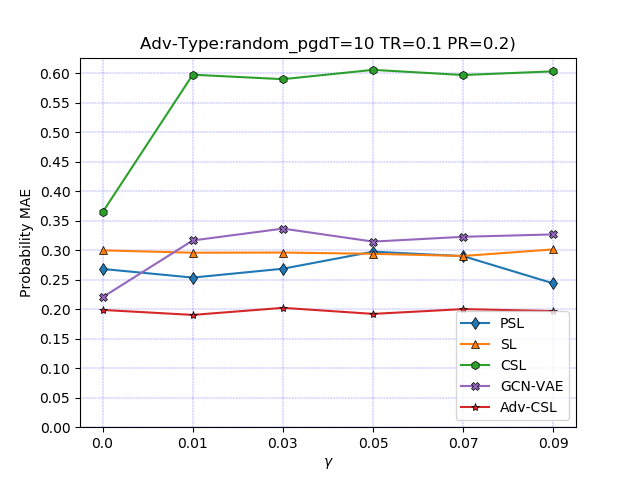 Adv-Type:random_pgdT=10 TR=0.1 PR=0.2)
0.60
0.55
0.50
0.45
0.40
0.35
0.30
0.25
0.20
0.15
0.10
0.05
0.00
Probability MAE
PSL
SL
CSL
GCN-VAE
Adv-CSL
0.0 0.01 0.03 0.05 0.07 0.09
γ